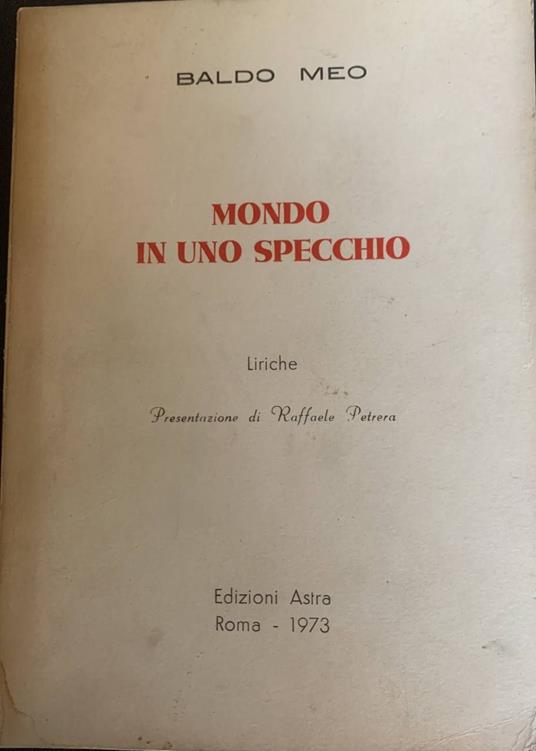 BALDO MEO
MONDO
IN UNO SPECCHIO
Liriche
Presentazione di Raffaele Petrera
Edizioni Astra
Roma - 1973